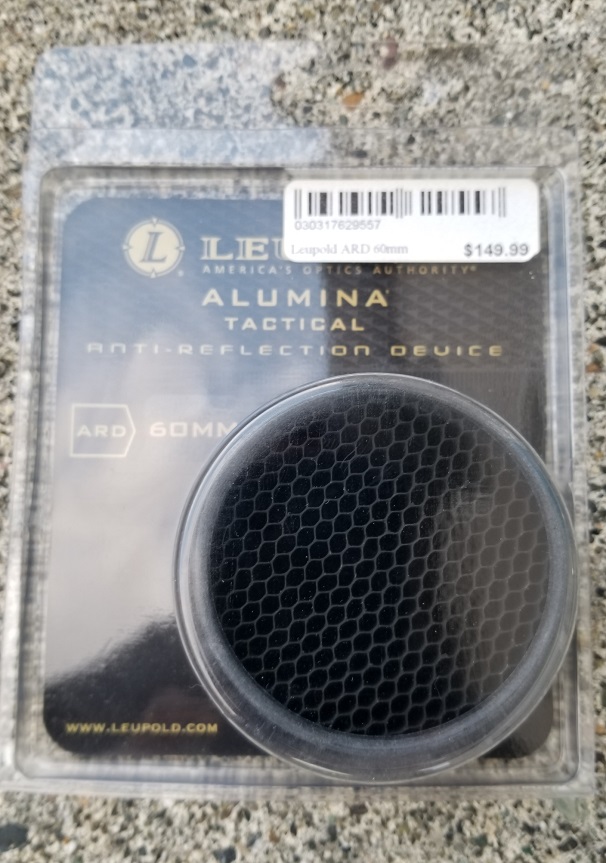 030317629557
Leupold ARD 60mm $149.99
L LEU
AMERICA'S OPTICS AUTHORITY®
ALUMINA®
TACTICAL
ANTI-REFLECTION DEVICE
ARD 60MM
WWW.LEUPOLD.COM